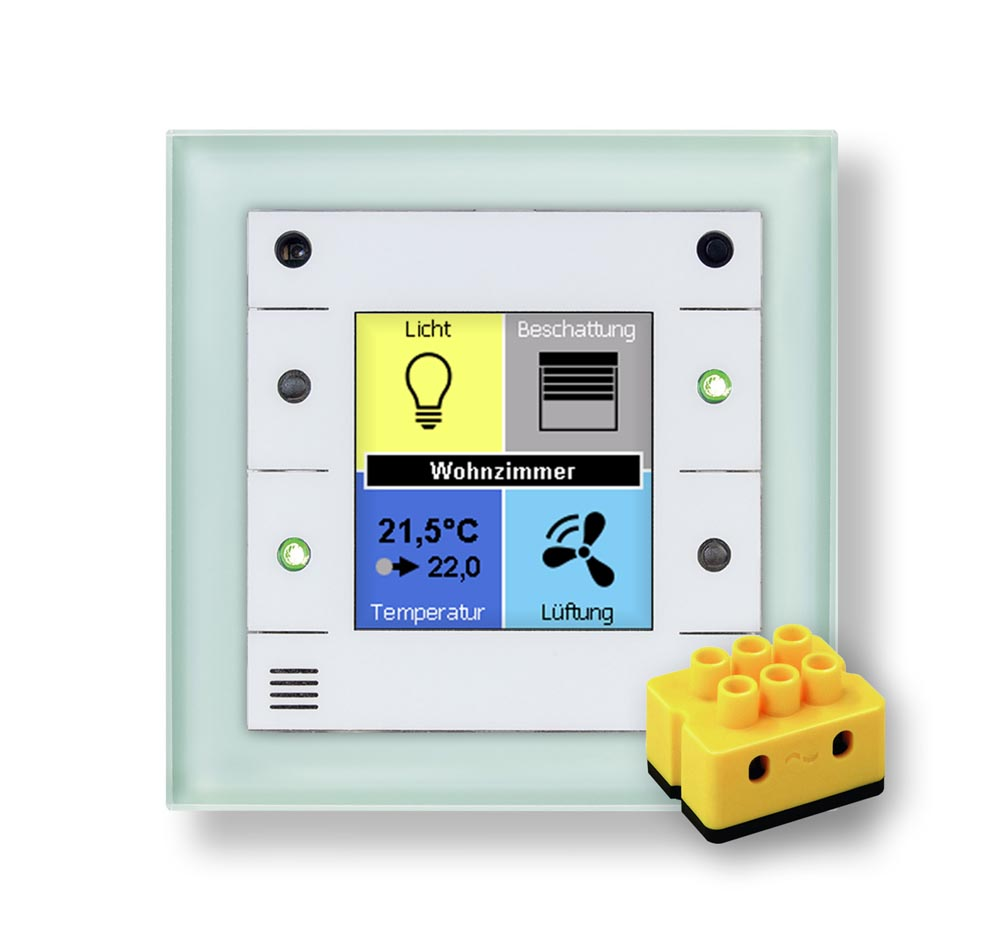 Licht
Beschattung
Wohnzimmer
21,5°C
22,0
Temperatur
Lüftung